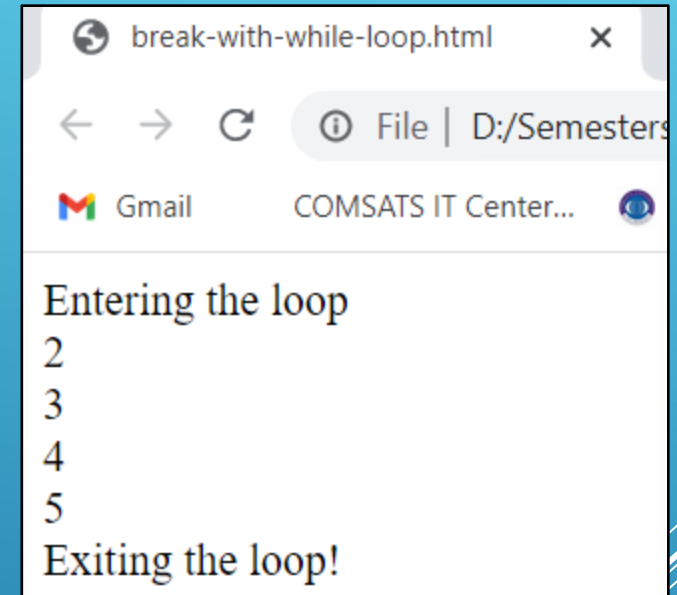 break-with-while-loop.html
File | D:/Semesters
Gmail COMSATS IT Center...
Entering the loop
2
3
4
5
Exiting the loop!